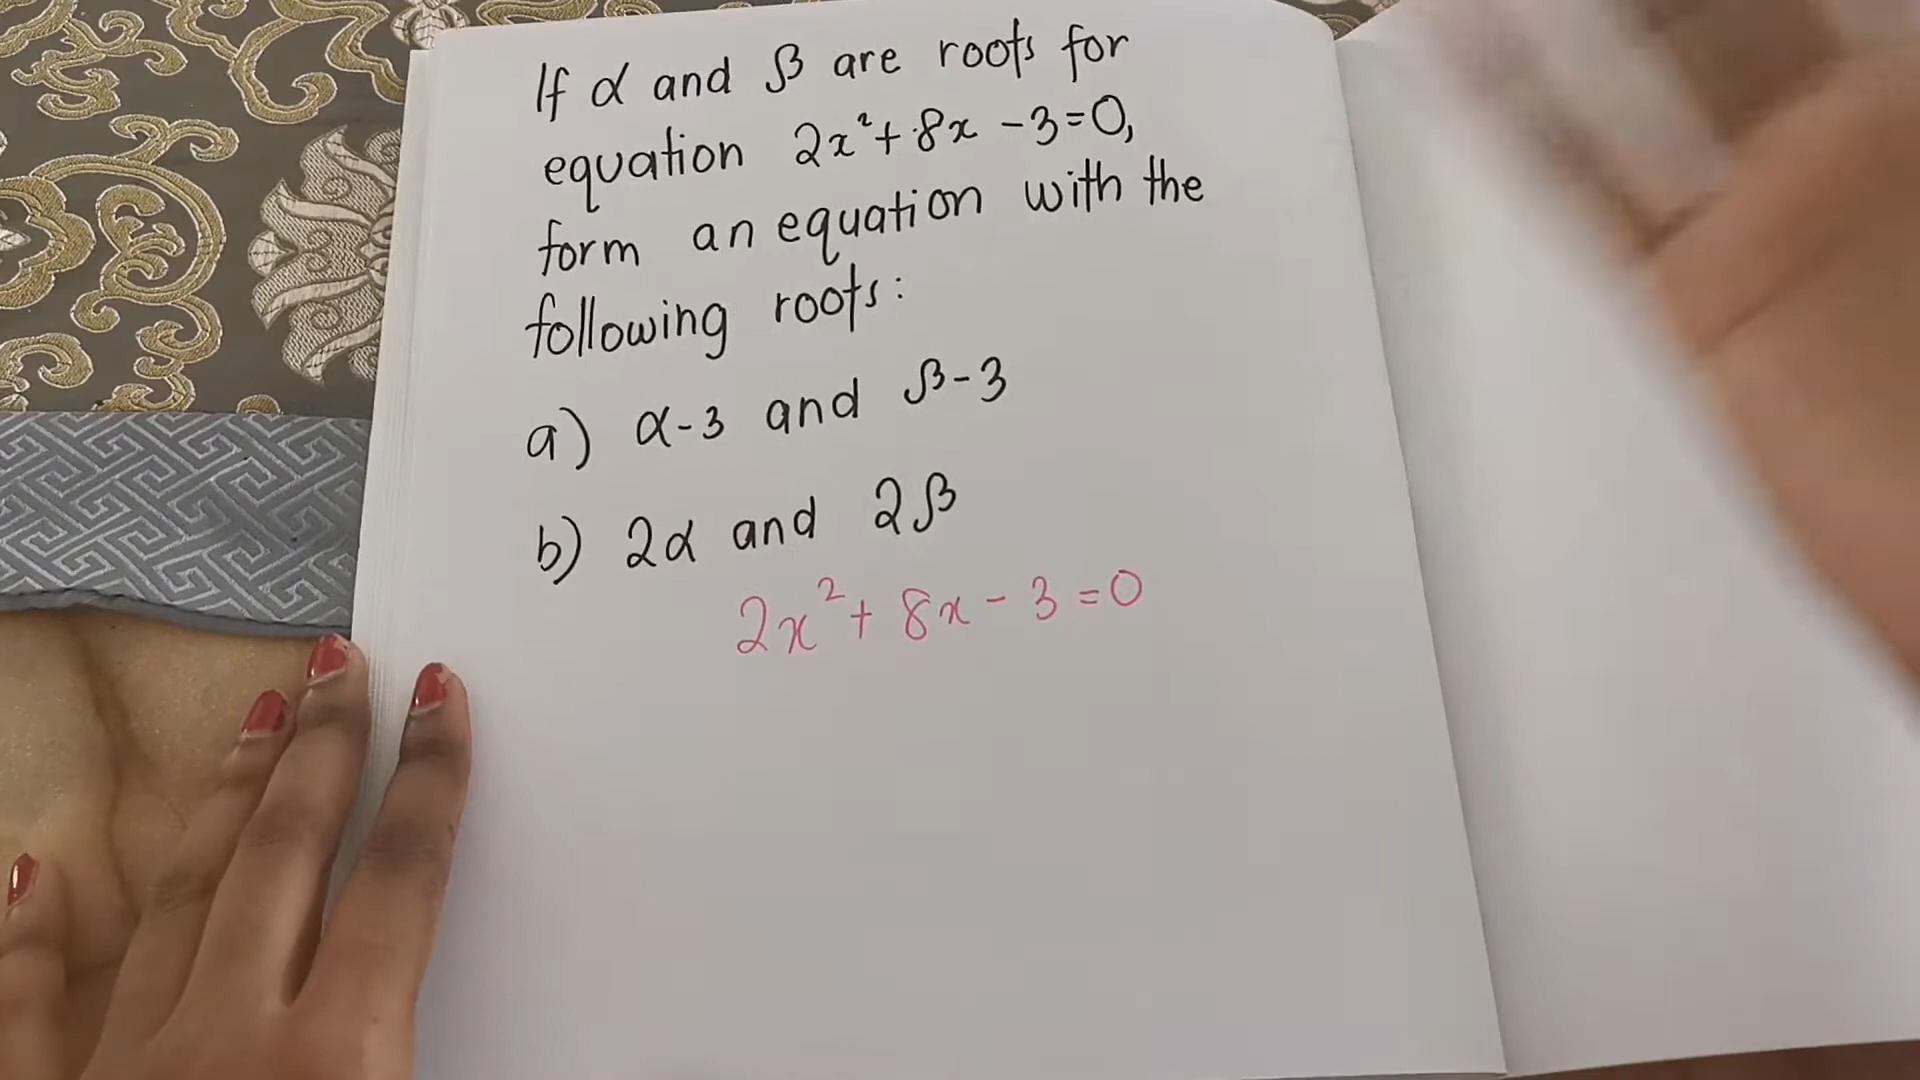 If α and β are roots for
equation 2x²+8x-3=0,
form an equation with the
following roots:
a) α-3 and β-3
b) 2α and 2β
2x²+8x-3=0